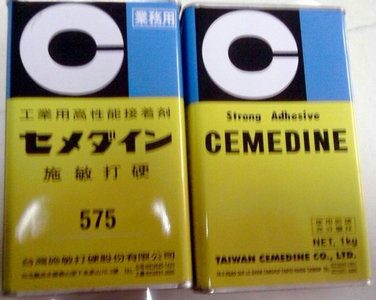 業務用
工業用高性能接着剤
セメダイン
施敏打硬
575
台灣施敏打硬股份有限公司
Strong Adhesive
CEMEDINE
NET, 1kg
TAIWAN CEMEDINE CO., LTD.